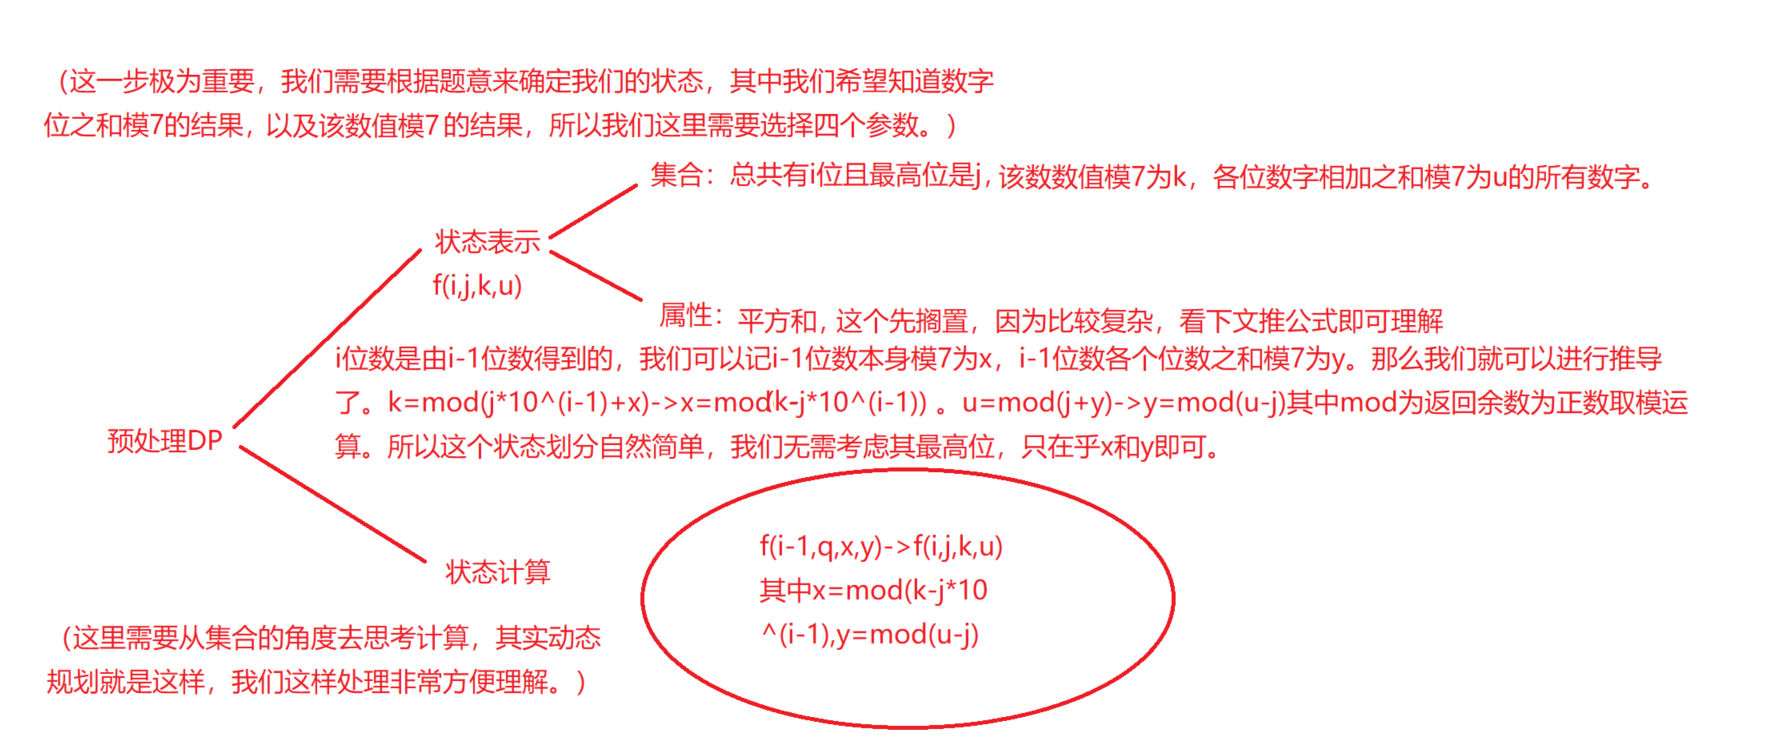 （这一步极为重要，我们需要根据题意来确定我们的状态，其中我们希望知道数字
位之和模7的结果，以及该数值模7的结果，所以我们这里需要选择四个参数。）
集合：总共有i位且最高位是j，该数数值模7为k，各位数字相加之和模7为u的所有数字。
状态表示
f(i,j,k,u)
属性：平方和，这个先搁置，因为比较复杂，看下文推公式即可理解
i位数是由i-1位数得到的，我们可以记i-1位数本身模7为x，i-1位数各个位数之和模7为y。那么我们就可以进行推导
了。k=mod(j*10^(i-1)+x)->x=mod(k-j*10^(i-1)) 。u=mod(j+y)->y=mod(u-j)其中mod为返回余数为正数取模运
算。所以这个状态划分自然简单，我们无需考虑其最高位，只在乎x和y即可。
预处理DP
f(i-1,q,x,y)->f(i,j,k,u)
其中x=mod(k-j*10
^(i-1),y=mod(u-j)
状态计算
（这里需要从集合的角度去思考计算，其实动态
规划就是这样，我们这样处理非常方便理解。）